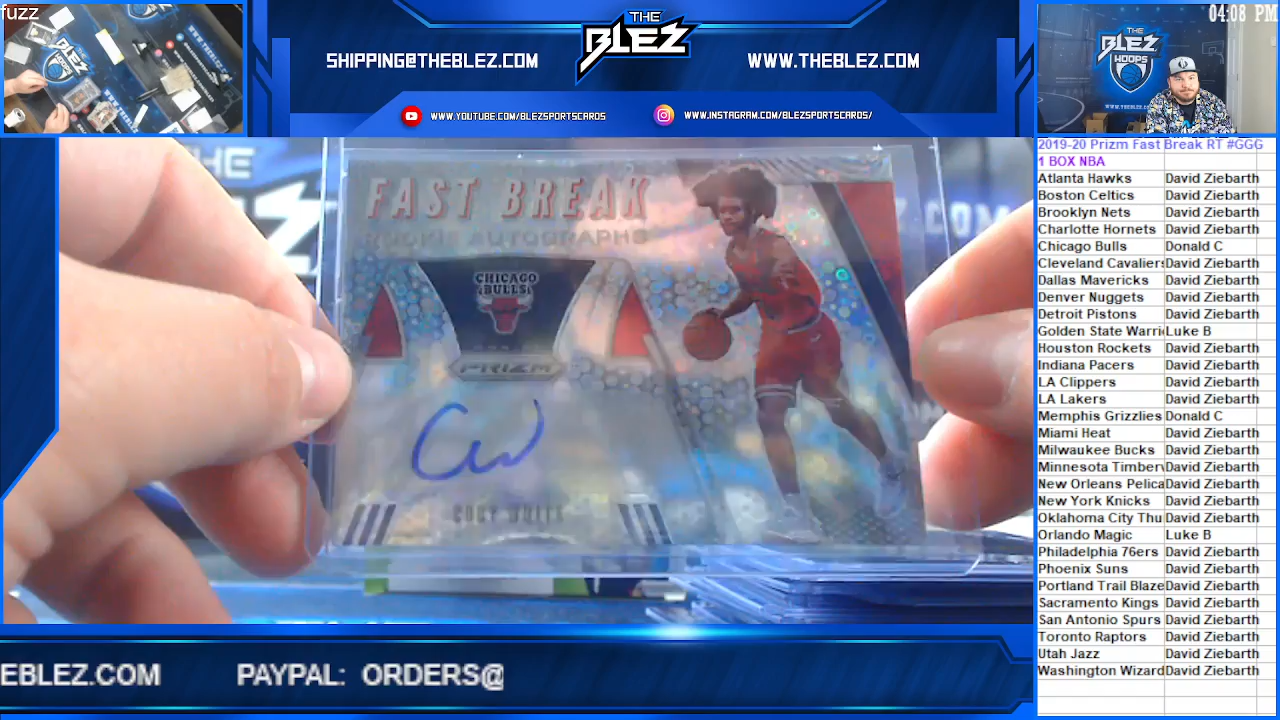 fuzz
04:08 PM
THE
BLEZ
SHIPPING@THEBLEZ.COM
WWW.THEBLEZ.COM
WWW.YOUTUBE.COM/BLEZSPORTSCARDS
WWW.INSTAGRAM.COM/BLEZSPORTSCARDS/
THE
BLEZ
HOOPS
FAST BREAK
ROOKIE AUTOGRAPHS
CHICAGO
BULLS
PRIZM
COBY WHITE
2019-20 Prizm Fast Break RT #GGG
1 BOX NBA
Atlanta Hawks David Ziebarth
Boston Celtics David Ziebarth
Brooklyn Nets David Ziebarth
Charlotte Hornets David Ziebarth
Chicago Bulls Donald C
Cleveland Cavaliers David Ziebarth
Dallas Mavericks David Ziebarth
Denver Nuggets David Ziebarth
Detroit Pistons David Ziebarth
Golden State Warri Luke B
Houston Rockets David Ziebarth
Indiana Pacers David Ziebarth
LA Clippers David Ziebarth
LA Lakers David Ziebarth
Memphis Grizzlies Donald C
Miami Heat David Ziebarth
Milwaukee Bucks David Ziebarth
Minnesota Timberv David Ziebarth
New Orleans Pelica David Ziebarth
New York Knicks David Ziebarth
Oklahoma City Thu David Ziebarth
Orlando Magic Luke B
Philadelphia 76ers David Ziebarth
Phoenix Suns David Ziebarth
Portland Trail Blaze David Ziebarth
Sacramento Kings David Ziebarth
San Antonio Spurs David Ziebarth
Toronto Raptors David Ziebarth
Utah Jazz David Ziebarth
Washington Wizard David Ziebarth
EBLEZ.COM PAYPAL: ORDERS@